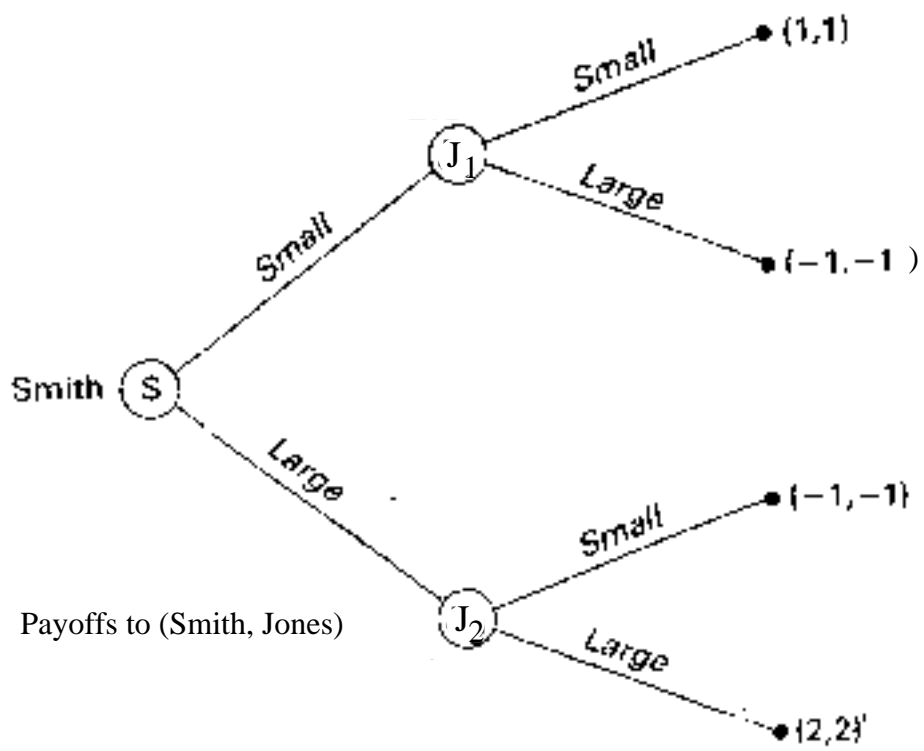 Small
(1,1)
J1
Large
(-1.-1 )
Small
Smith S
Large
Small
(-1,-1)
J2
Large
Payoffs to (Smith, Jones)
(2,2)